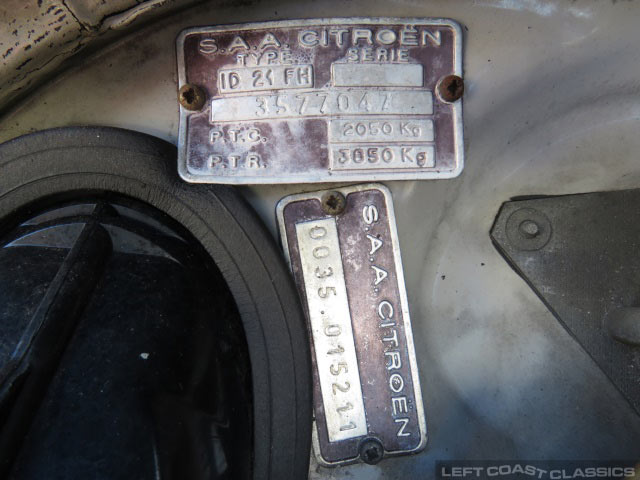 S.A.A. CITROËN
TYPE SERIE
ID 21 FH
3577047
P.T.C. 2050 Kg
P.T.R. 3050 Kg
S.A.A. CITROËN
0035.015211
LEFT COAST CLASSICS